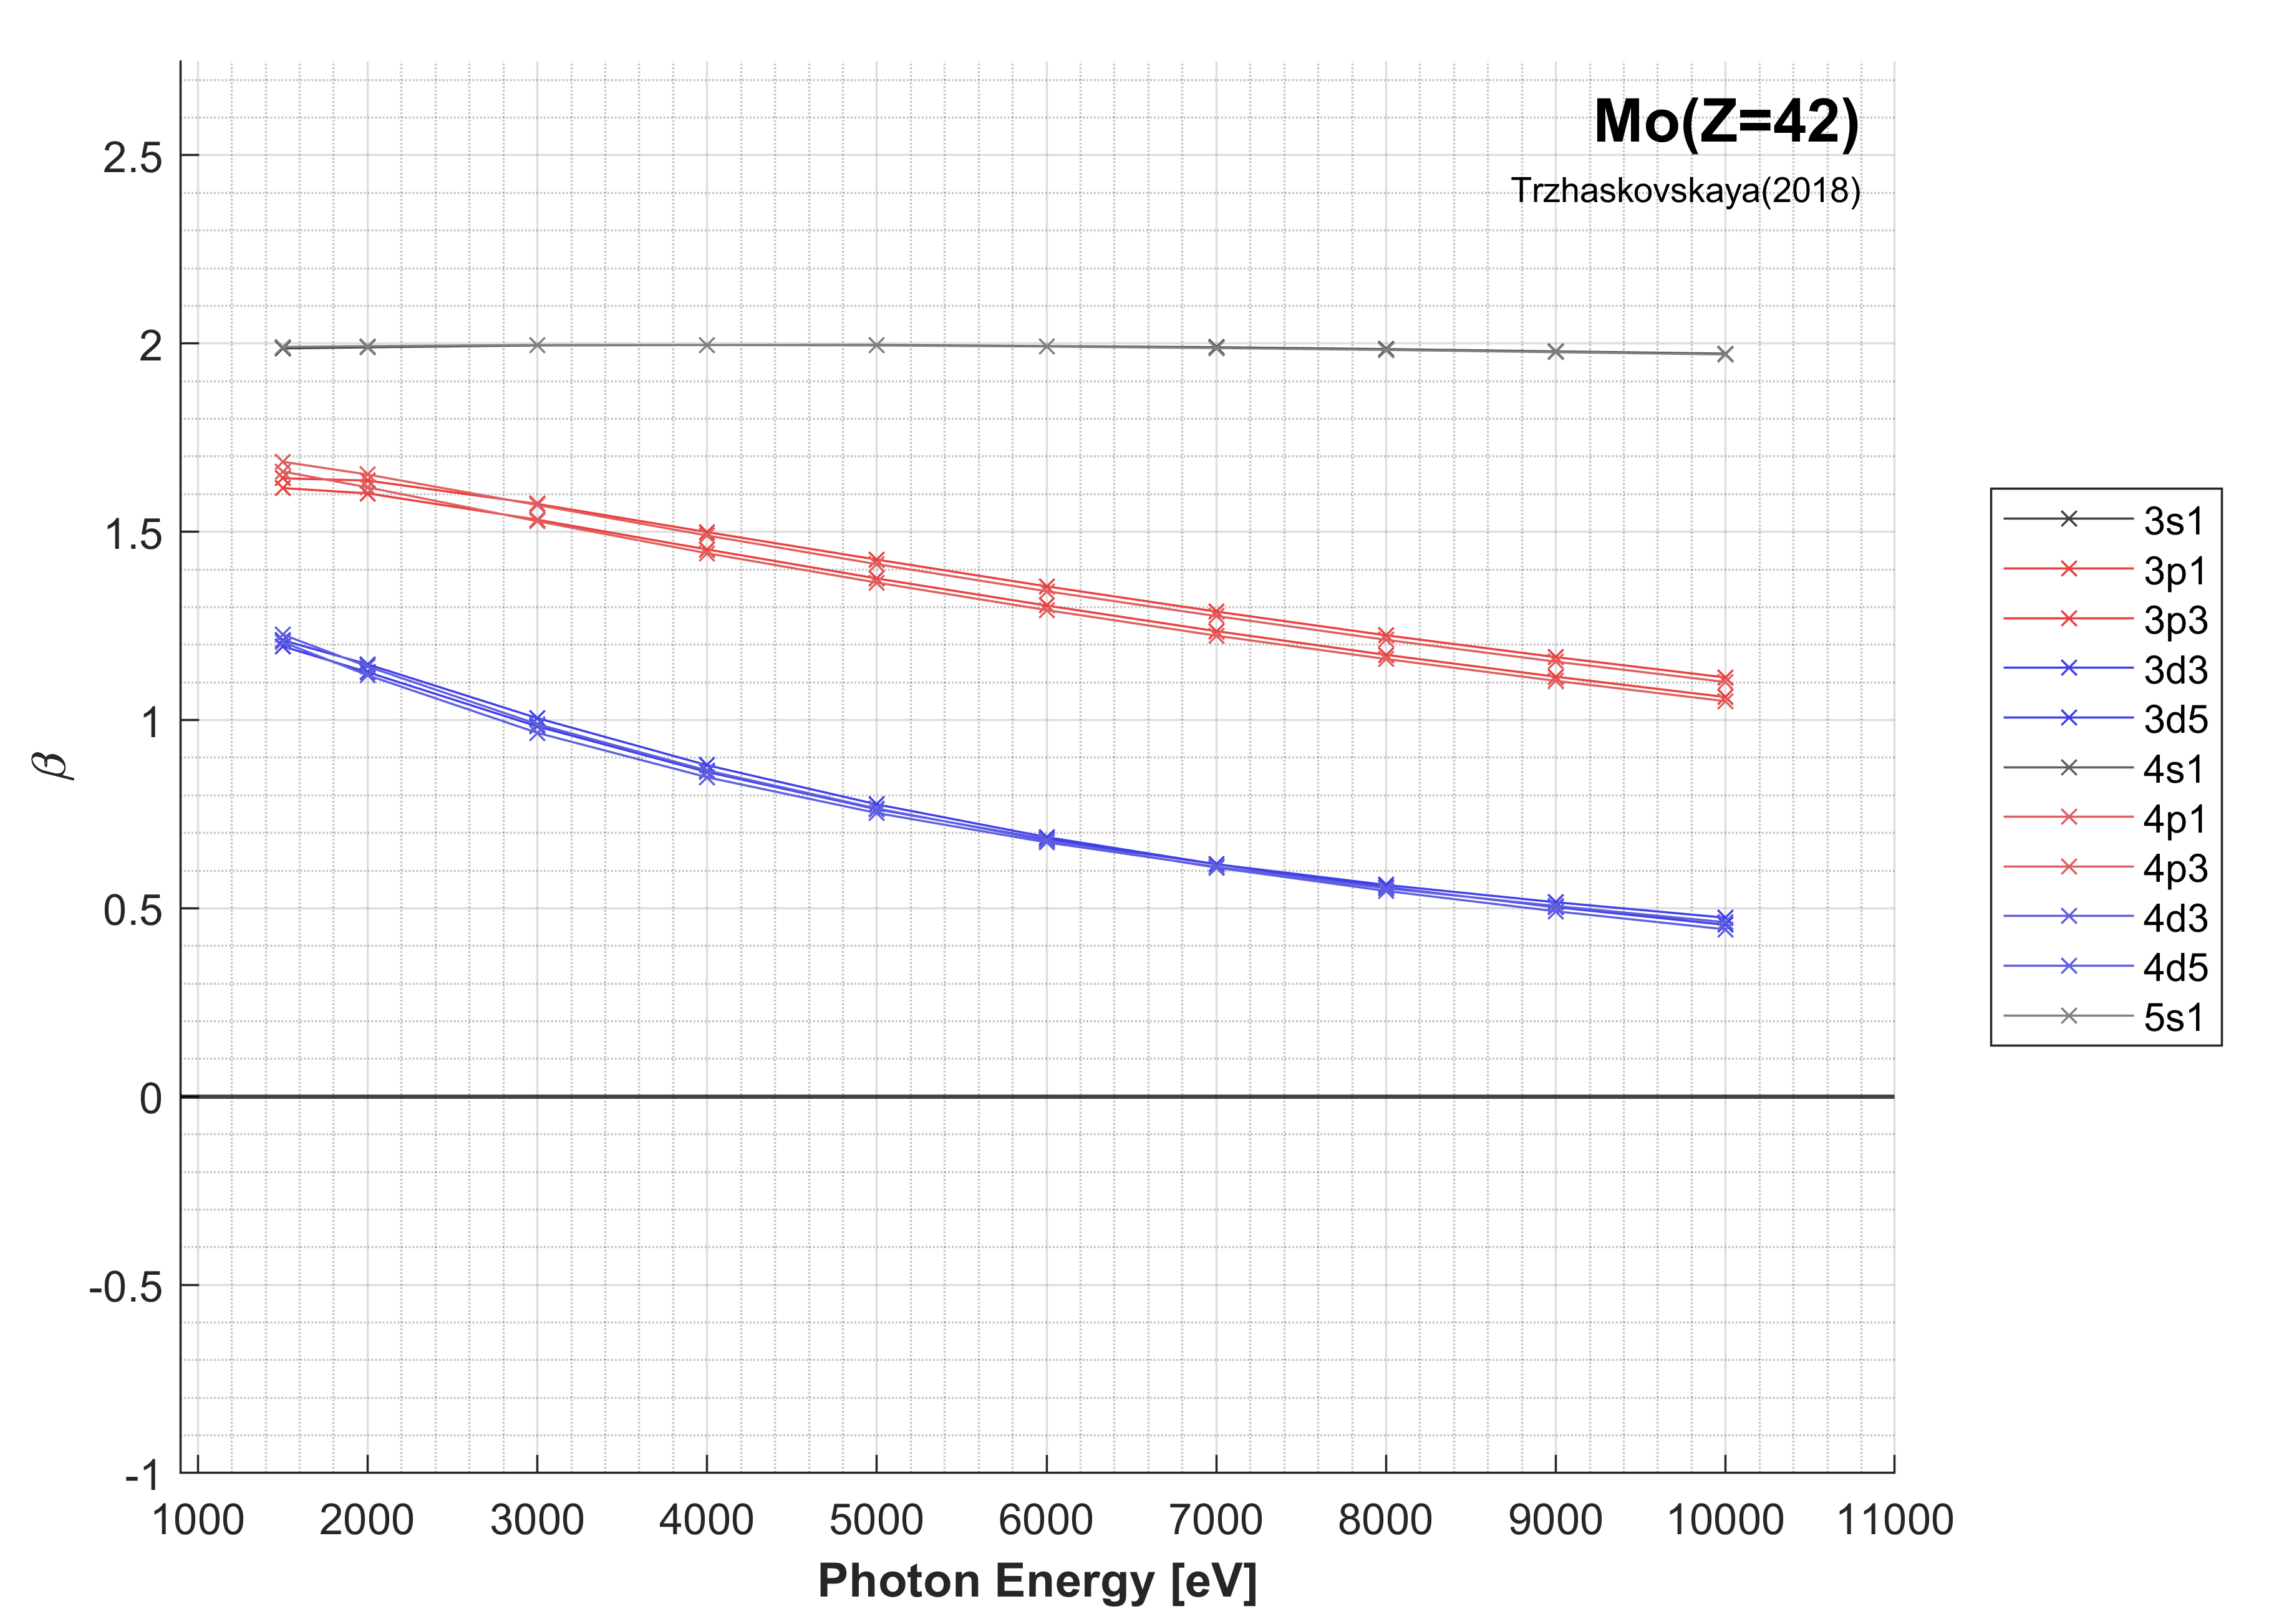 Mo(Z=42)
Trzhaskovskaya(2018)
2.5
2
1.5
1
0.5
0
-0.5
-1
β
1000 2000 3000 4000 5000 6000 7000 8000 9000 10000 11000
Photon Energy [eV]
3s1
3p1
3p3
3d3
3d5
4s1
4p1
4p3
4d3
4d5
5s1